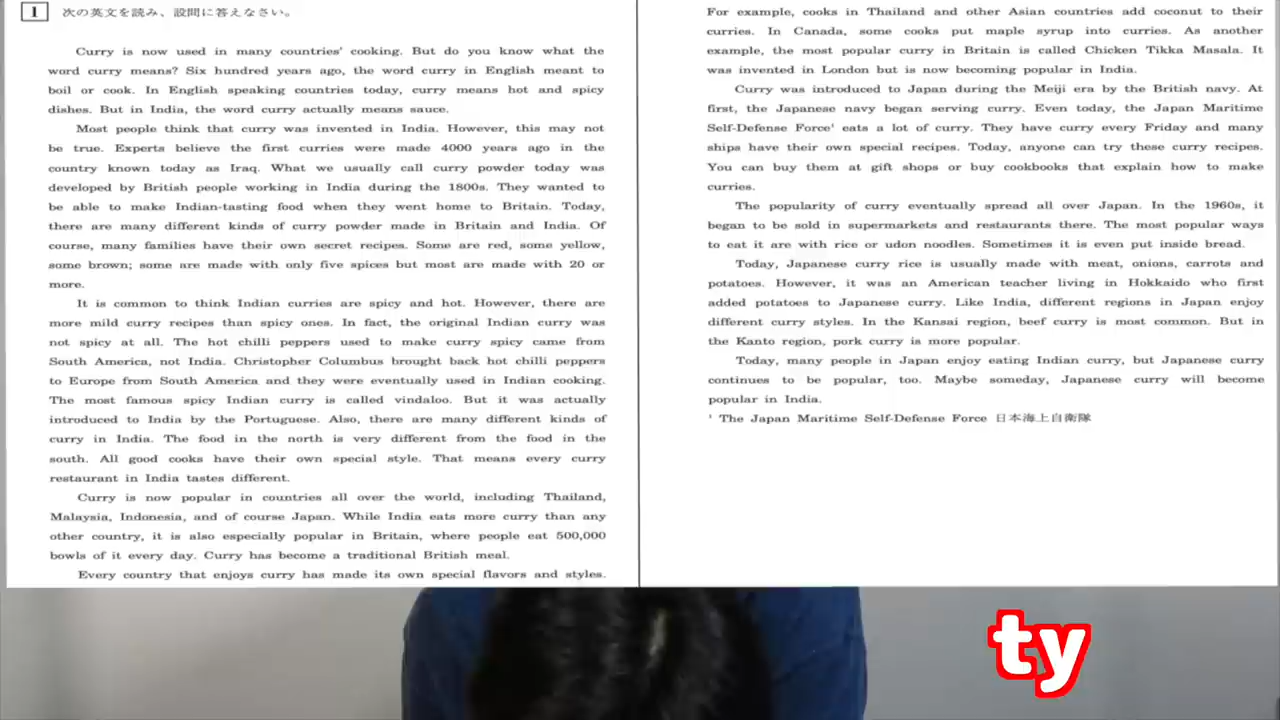 1 次の英文を読み、設問に答えなさい。
Curry is now used in many countries' cooking. But do you know what the
word curry means? Six hundred years ago, the word curry in English meant to
boil or cook. In English speaking countries today, curry means hot and spicy
dishes. But in India, the word curry actually means sauce.
Most people think that curry was invented in India. However, this may not
be true. Experts believe the first curries were made 4000 years ago in the
country known today as Iraq. What we usually call curry powder today was
developed by British people working in India during the 1800s. They wanted to
be able to make Indian-tasting food when they went home to Britain. Today,
there are many different kinds of curry powder made in Britain and India. Of
course, many families have their own secret recipes. Some are red, some yellow,
some brown; some are made with only five spices but most are made with 20 or
more.
It is common to think Indian curries are spicy and hot. However, there are
more mild curry recipes than spicy ones. In fact, the original Indian curry was
not spicy at all. The hot chilli peppers used to make curry spicy came from
South America, not India. Christopher Columbus brought back hot chilli peppers
to Europe from South America and they were eventually used in Indian cooking.
The most famous spicy Indian curry is called vindaloo. But it was actually
introduced to India by the Portuguese. Also, there are many different kinds of
curry in India. The food in the north is very different from the food in the
south. All good cooks have their own special style. That means every curry
restaurant in India tastes different.
Curry is now popular in countries all over the world, including Thailand,
Malaysia, Indonesia, and of course Japan. While India eats more curry than any
other country, it is also especially popular in Britain, where people eat 500,000
bowls of it every day. Curry has become a traditional British meal.
Every country that enjoys curry has made its own special flavors and styles.
For example, cooks in Thailand and other Asian countries add coconut to their
curries. In Canada, some cooks put maple syrup into curries. As another
example, the most popular curry in Britain is called Chicken Tikka Masala. It
was invented in London but is now becoming popular in India.
Curry was introduced to Japan during the Meiji era by the British navy. At
first, the Japanese navy began serving curry. Even today, the Japan Maritime
Self-Defense Force¹ eats a lot of curry. They have curry every Friday and many
ships have their own special recipes. Today, anyone can try these curry recipes.
You can buy them at gift shops or buy cookbooks that explain how to make
curries.
The popularity of curry eventually spread all over Japan. In the 1960s, it
began to be sold in supermarkets and restaurants there. The most popular ways
to eat it are with rice or udon noodles. Sometimes it is even put inside bread.
Today, Japanese curry rice is usually made with meat, onions, carrots and
potatoes. However, it was an American teacher living in Hokkaido who first
added potatoes to Japanese curry. Like India, different regions in Japan enjoy
different curry styles. In the Kansai region, beef curry is most common. But in
the Kanto region, pork curry is more popular.
Today, many people in Japan enjoy eating Indian curry, but Japanese curry
continues to be popular, too. Maybe someday, Japanese curry will become
popular in India.
¹ The Japan Maritime Self-Defense Force 日本海上自衛隊
ty